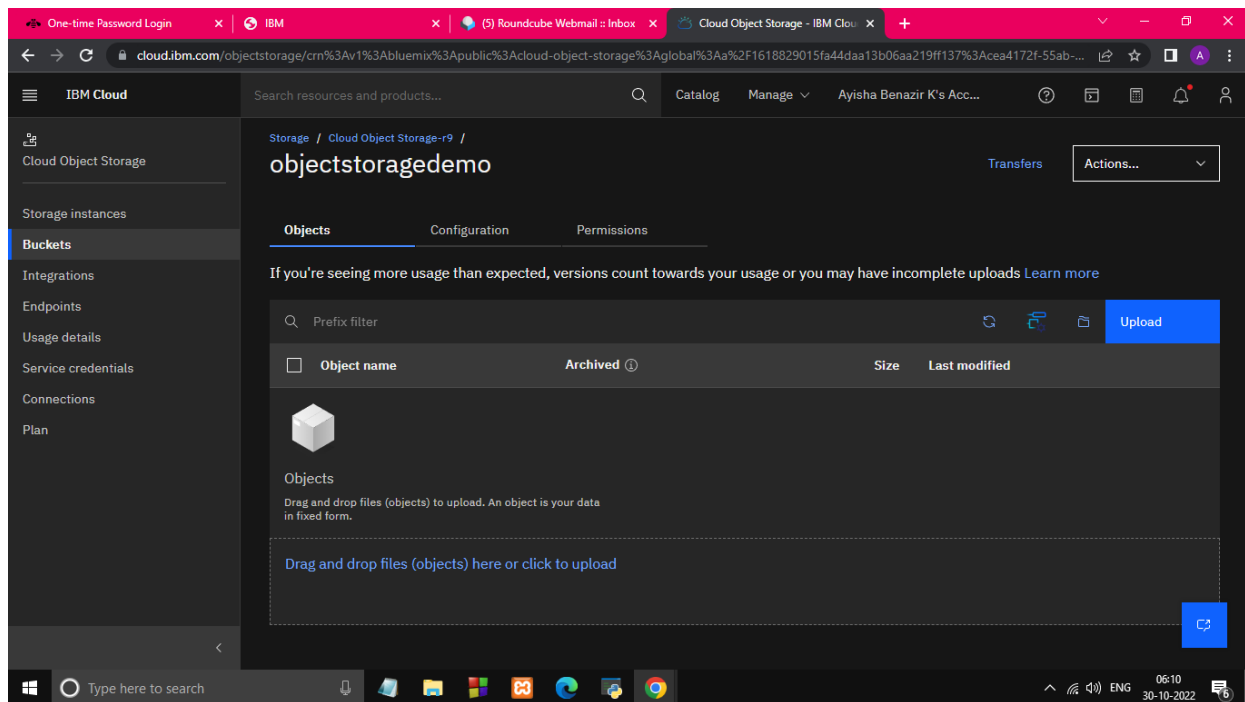 One-time Password Login
IBM
(5) Roundcube Webmail :: Inbox
Cloud Object Storage - IBM Clou
cloud.ibm.com/objectstorage/crn%3Av1%3Abluemix%3Apublic%3Acloud-object-storage%3Aglobal%3Aa%2F1618829015fa44daa13b06aa219ff137%3Acea4172f-55ab-...
A
IBM Cloud
Search resources and products...
Catalog
Manage
Ayisha Benazir K's Acc...
Cloud Object Storage
Storage instances
Buckets
Integrations
Endpoints
Usage details
Service credentials
Connections
Plan
Storage / Cloud Object Storage-r9 /
objectstoragedemo
Transfers
Actions...
Objects
Configuration
Permissions
If you're seeing more usage than expected, versions count towards your usage or you may have incomplete uploads Learn more
Prefix filter
Upload
Object name
Archived
Size
Last modified
Objects
Drag and drop files (objects) to upload. An object is your data
in fixed form.
Drag and drop files (objects) here or click to upload
Type here to search
ENG
06:10
30-10-2022
6